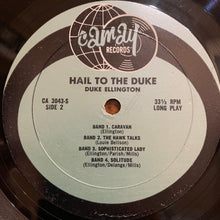 camay
RECORDS
HAIL TO THE DUKE
DUKE ELLINGTON
CA 3043-S
SIDE 2
33⅓ RPM
LONG PLAY
BAND 1. CARAVAN
(Ellington)
BAND 2. THE HAWK TALKS
(Louie Bellson)
BAND 3. SOPHISTICATED LADY
(Ellington/Parish/Mills)
BAND 4. SOLITUDE
(Ellington/Delange/Mills)